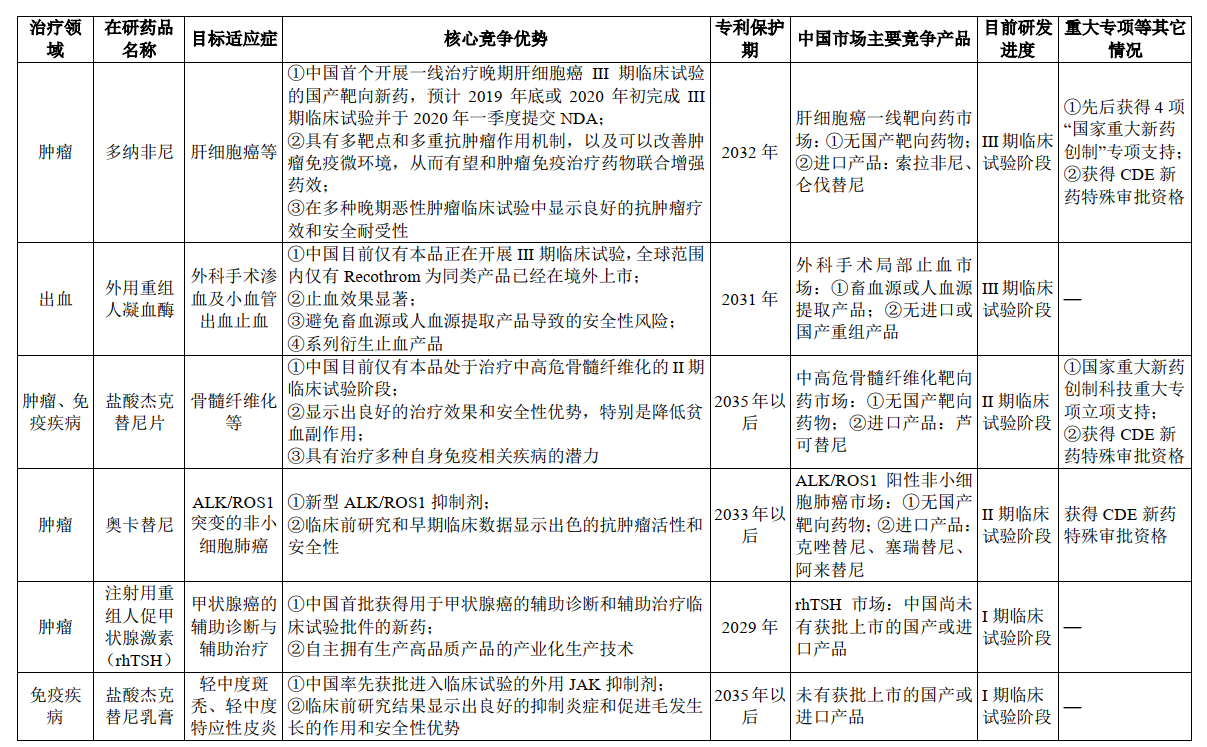 治疗领
域
在研药品
名称
目标适应症
核心竞争优势
专利保护
期
中国市场主要竞争产品
目前研发
进度
重大专项等其它
情况
肿瘤
多纳非尼
肝细胞癌等
①中国首个开展一线治疗晚期肝细胞癌 III 期临床试验
的国产靶向新药，预计 2019 年底或 2020 年初完成 III
期临床试验并于 2020 年一季度提交 NDA；
②具有多靶点和多重抗肿瘤作用机制，以及可以改善肿
瘤免疫微环境，从而有望和肿瘤免疫治疗药物联合增强
药效；
③在多种晚期恶性肿瘤临床试验中显示良好的抗肿瘤疗
效和安全耐受性
2032 年
肝细胞癌一线靶向药市
场：①无国产靶向药物；
②进口产品：索拉非尼、
仑伐替尼
III 期临床
试验阶段
①先后获得 4 项
“国家重大新药
创制”专项支持；
②获得 CDE 新
药特殊审批资格
出血
外用重组
人凝血酶
外科手术渗
血及小血管
出血止血
①中国目前仅有本品正在开展 III 期临床试验，全球范围
内仅有 Recothrom 为同类产品已经在境外上市；
②止血效果显著；
③避免畜血源或人血源提取产品导致的安全性风险；
④系列衍生止血产品
2031 年
外科手术局部止血市
场：①畜血源或人血源
提取产品；②无进口或
国产重组产品
III 期临床
试验阶段
—
肿瘤、免
疫疾病
盐酸杰克
替尼片
骨髓纤维化
等
①中国目前仅有本品处于治疗中高危骨髓纤维化的 II 期
临床试验阶段；
②显示出良好的治疗效果和安全性优势，特别是降低贫
血副作用；
③具有治疗多种自身免疫相关疾病的潜力
2035 年以
后
中高危骨髓纤维化靶向
药市场：①无国产靶向
药物；②进口产品：芦
可替尼
II 期临床
试验阶段
①国家重大新药
创制科技重大专
项立项支持；
②获得 CDE 新
药特殊审批资格
肿瘤
奥卡替尼
ALK/ROS1
突变的非小
细胞肺癌
①新型 ALK/ROS1 抑制剂；
②临床前研究和早期临床数据显示出色的抗肿瘤活性和
安全性
2033 年以
后
ALK/ROS1 阳性非小细
胞肺癌市场：①无国产
靶向药物；②进口产品：
克唑替尼、塞瑞替尼、
阿来替尼
II 期临床
试验阶段
获得 CDE 新药
特殊审批资格
肿瘤
注射用重
组人促甲
状腺激素
（rhTSH）
甲状腺癌的
辅助诊断与
辅助治疗
①中国首批获得用于甲状腺癌的辅助诊断和辅助治疗临
床试验批件的新药；
②自主拥有生产高品质产品的产业化生产技术
2029 年
rhTSH 市场：中国尚未
有获批上市的国产或进
口产品
I 期临床
试验阶段
—
免疫疾
病
盐酸杰克
替尼乳膏
轻中度斑
秃、轻中度
特应性皮炎
①中国率先获批进入临床试验的外用 JAK 抑制剂；
②临床前研究结果显示出良好的抑制炎症和促进毛发生
长的作用和安全性优势
2035 年以
后
未有获批上市的国产或
进口产品
I 期临床
试验阶段
—